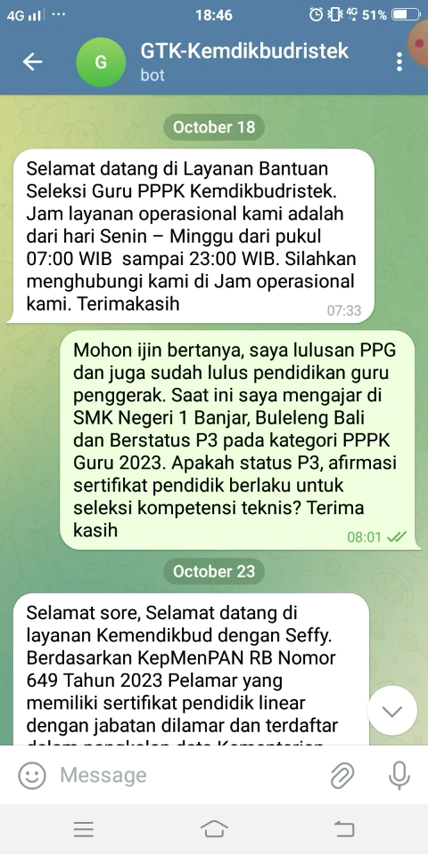 4G 18:46 4G 51%
G
GTK-Kemdikbudristek
bot
October 18
Selamat datang di Layanan Bantuan
Seleksi Guru PPPK Kemdikbudristek.
Jam layanan operasional kami adalah
dari hari Senin – Minggu dari pukul
07:00 WIB sampai 23:00 WIB. Silahkan
menghubungi kami di Jam operasional
kami. Terimakasih
07:33
Mohon ijin bertanya, saya lulusan PPG
dan juga sudah lulus pendidikan guru
penggerak. Saat ini saya mengajar di
SMK Negeri 1 Banjar, Buleleng Bali
dan Berstatus P3 pada kategori PPPK
Guru 2023. Apakah status P3, afirmasi
sertifikat pendidik berlaku untuk
seleksi kompetensi teknis? Terima
kasih
08:01
October 23
Selamat sore, Selamat datang di
layanan Kemendikbud dengan Seffy.
Berdasarkan KepMenPAN RB Nomor
649 Tahun 2023 Pelamar yang
memiliki sertifikat pendidik linear
dengan jabatan dilamar dan terdaftar
dalam pangkalan data Kementerian
Message